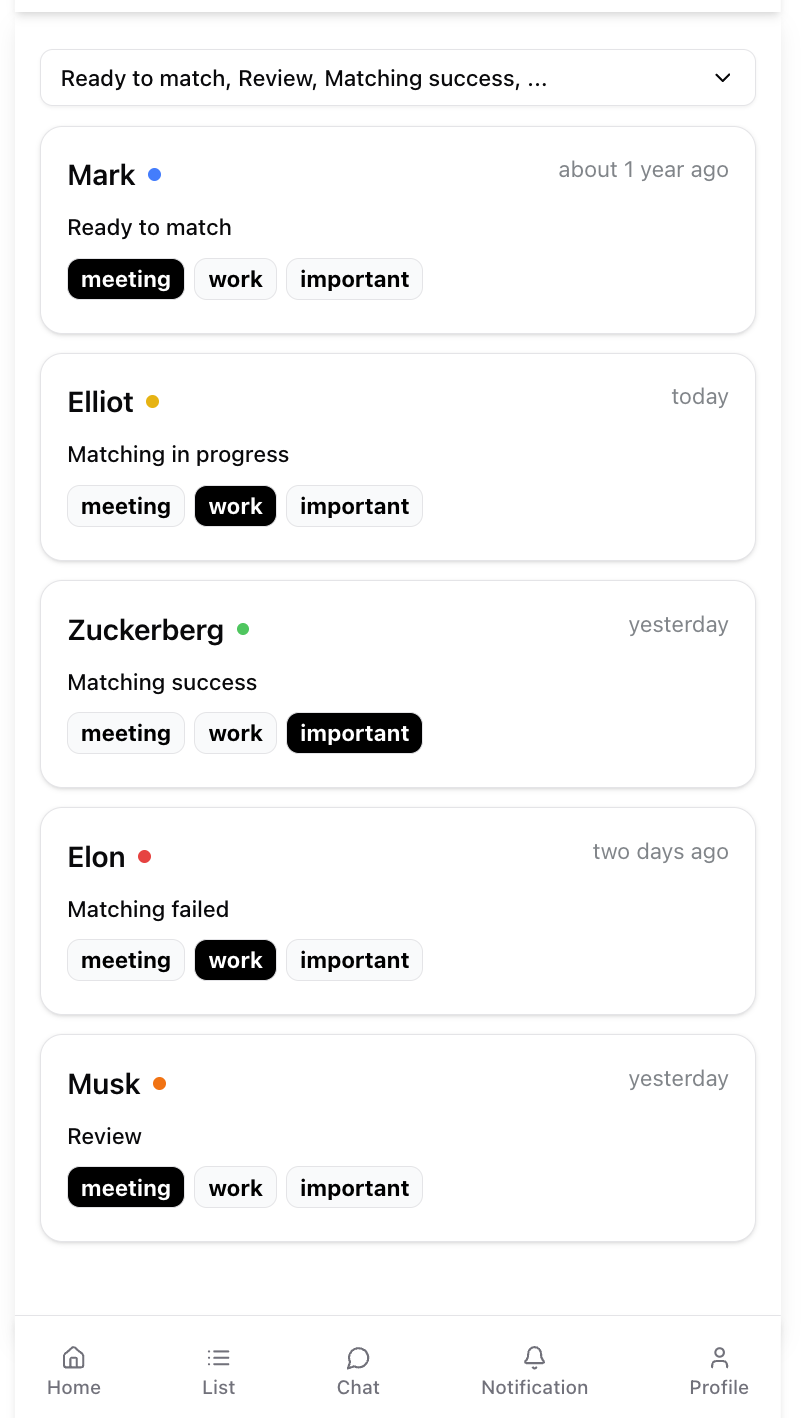 Ready to match, Review, Matching success, ...
Mark about 1 year ago
Ready to match
meeting work important
Elliot today
Matching in progress
meeting work important
Zuckerberg yesterday
Matching success
meeting work important
Elon two days ago
Matching failed
meeting work important
Musk yesterday
Review
meeting work important
Home List Chat Notification Profile